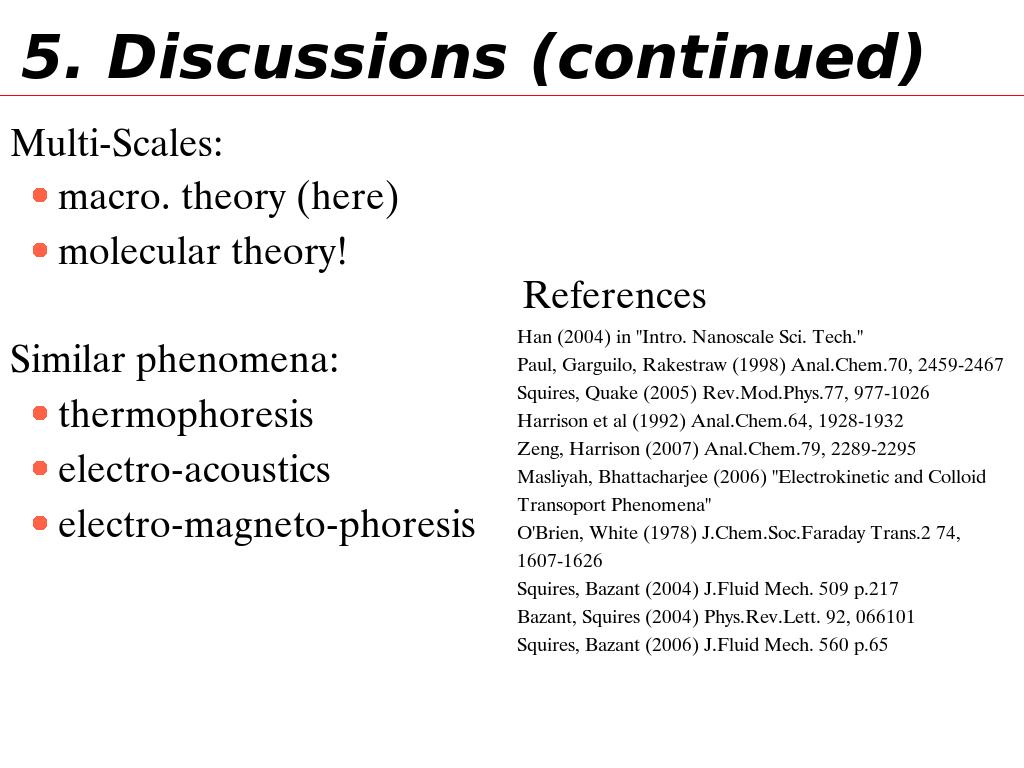 5. Discussions (continued)
Multi-Scales:
macro. theory (here)
molecular theory!
Similar phenomena:
thermophoresis
electro-acoustics
electro-magneto-phoresis
References
Han (2004) in "Intro. Nanoscale Sci. Tech."
Paul, Garguilo, Rakestraw (1998) Anal.Chem.70, 2459-2467
Squires, Quake (2005) Rev.Mod.Phys.77, 977-1026
Harrison et al (1992) Anal.Chem.64, 1928-1932
Zeng, Harrison (2007) Anal.Chem.79, 2289-2295
Masliyah, Bhattacharjee (2006) "Electrokinetic and Colloid
Transoport Phenomena"
O'Brien, White (1978) J.Chem.Soc.Faraday Trans.2 74,
1607-1626
Squires, Bazant (2004) J.Fluid Mech. 509 p.217
Bazant, Squires (2004) Phys.Rev.Lett. 92, 066101
Squires, Bazant (2006) J.Fluid Mech. 560 p.65